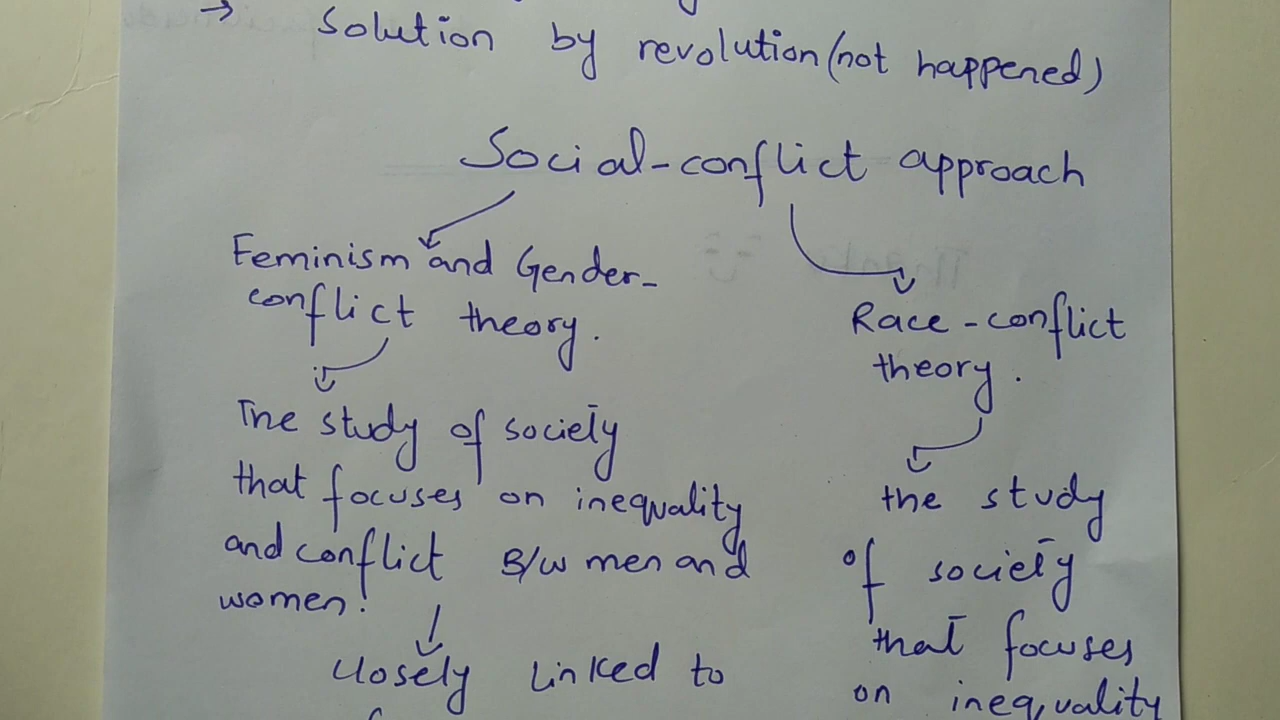 → Solution by revolution (not happened)
Social-conflict approach
Feminism and Gender-
conflict theory.
The study of society
that focuses on inequality
and conflict B/w men and
women.
Closely linked to
Race-conflict
theory.
the study
of society
that focuses
on inequality